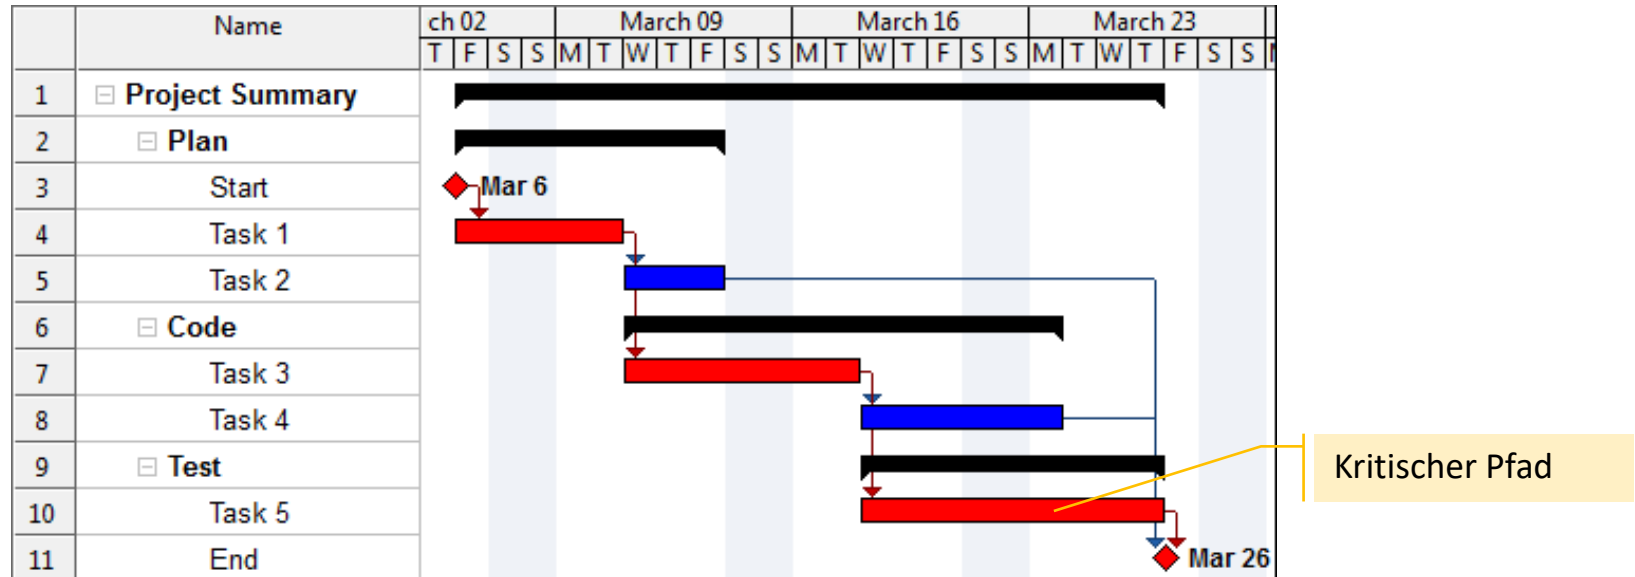 Name
ch 02 March 09 March 16 March 23
T F S S M T W T F S S M T W T F S S M T W T F S S
1 Project Summary
2 Plan
3 Start Mar 6
4 Task 1
5 Task 2
6 Code
7 Task 3
8 Task 4
9 Test
Kritischer Pfad
10 Task 5
11 End Mar 26